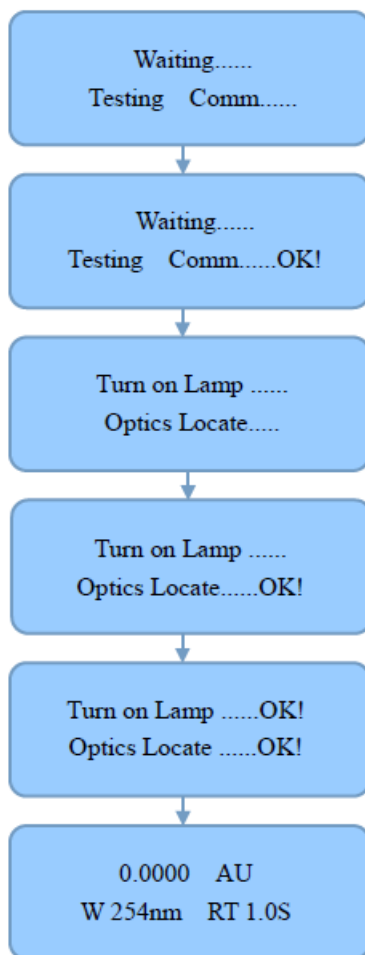 Waiting......
Testing Comm......
Waiting......
Testing Comm......OK!
Turn on Lamp ......
Optics Locate.....
Turn on Lamp ......
Optics Locate......OK!
Turn on Lamp ......OK!
Optics Locate ......OK!
0.0000 AU
W 254nm RT 1.0S